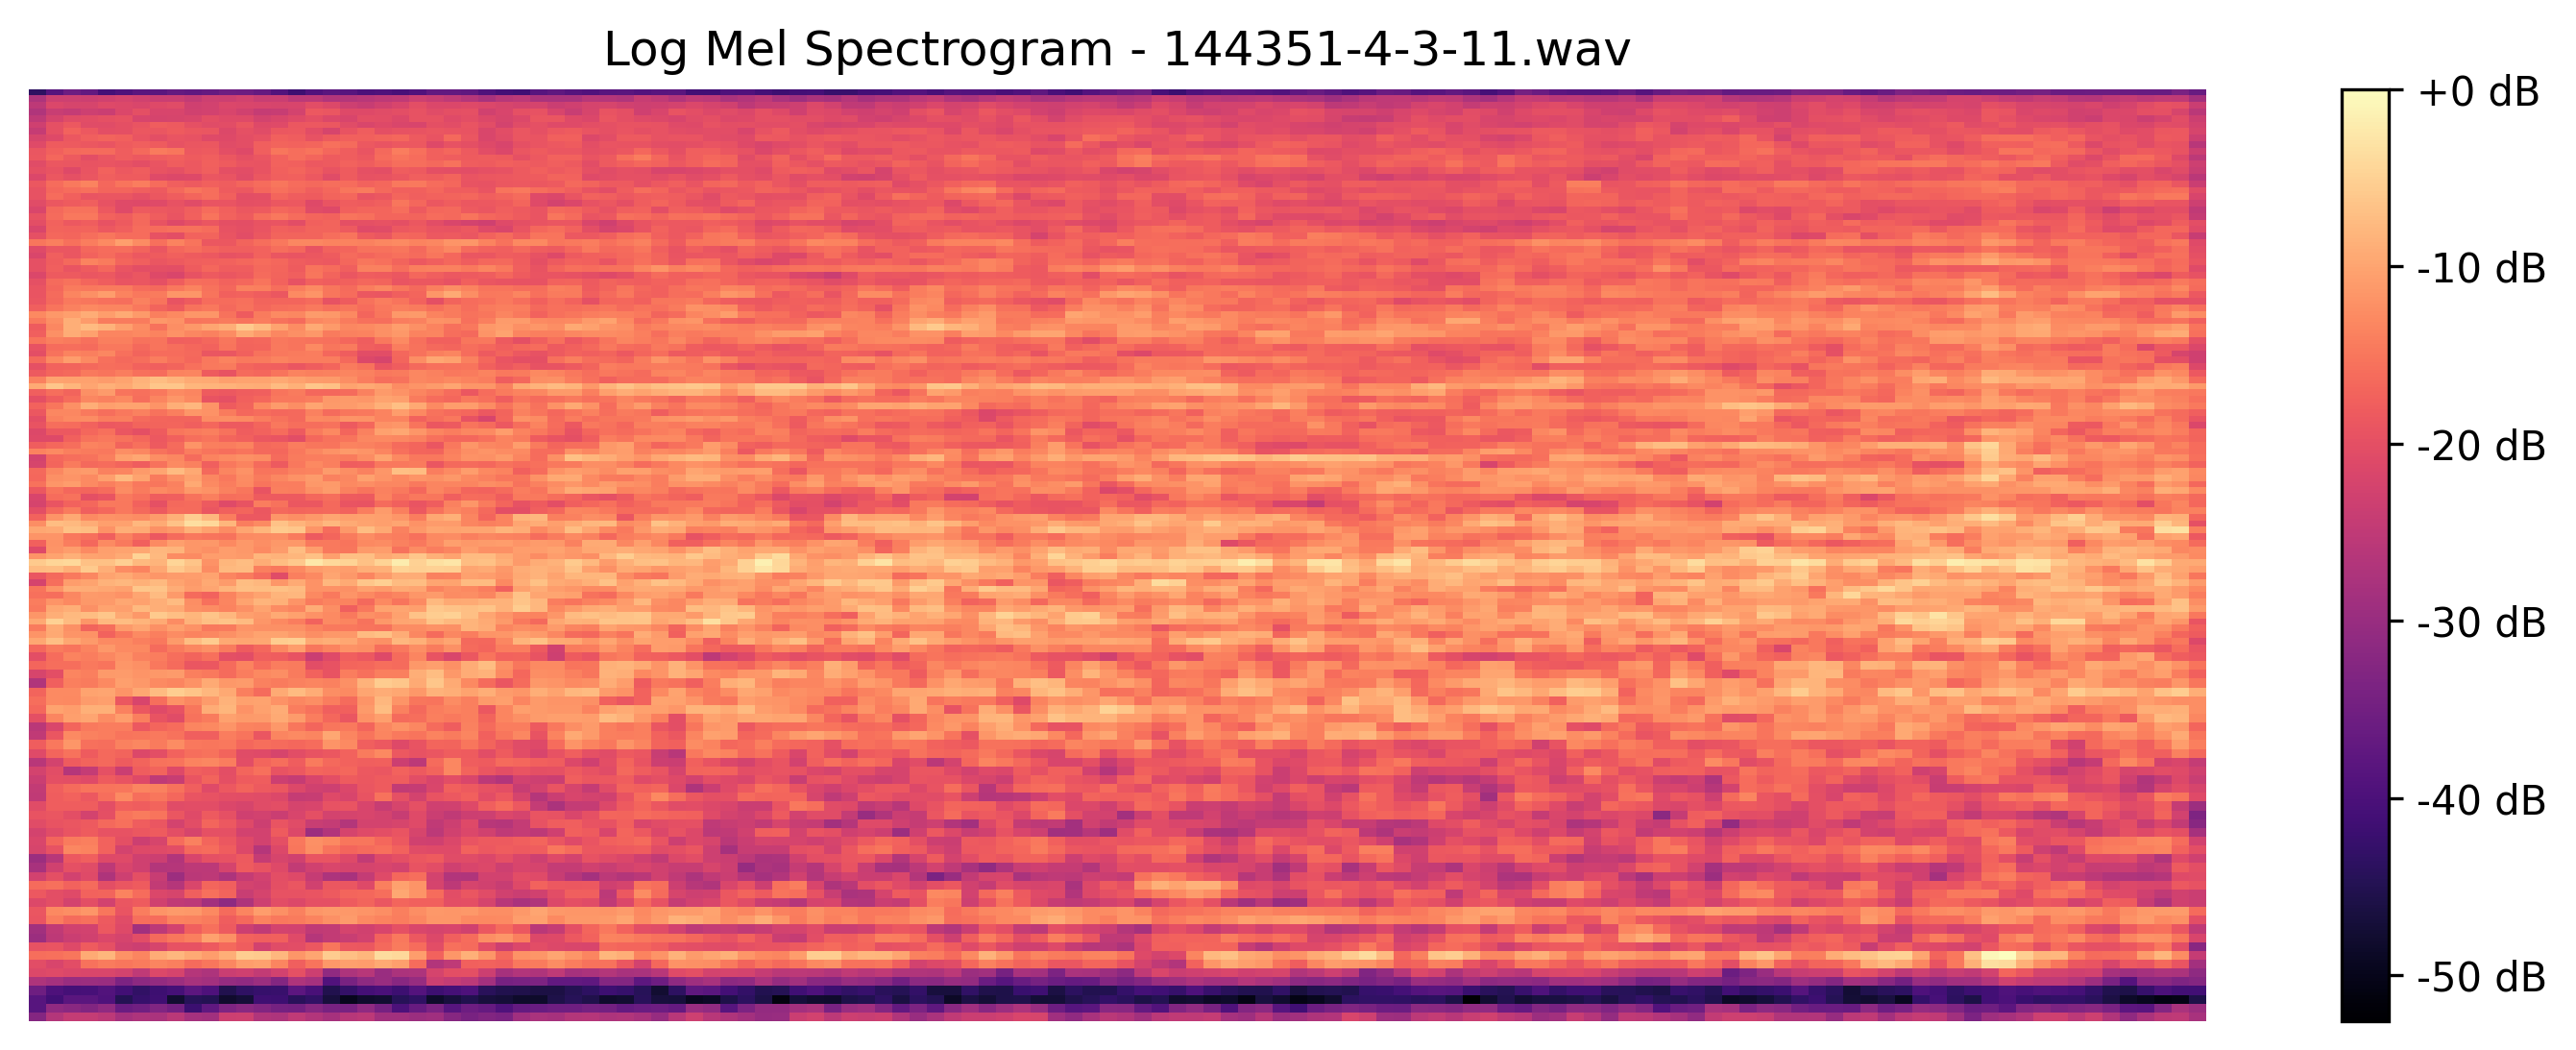 Log Mel Spectrogram - 144351-4-3-11.wav
+0 dB
-10 dB
-20 dB
-30 dB
-40 dB
-50 dB